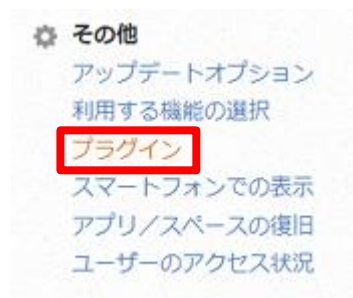 その他
アップデートオプション
利用する機能の選択
プラグイン
スマートフォンでの表示
アプリ／スペースの復旧
ユーザーのアクセス状況